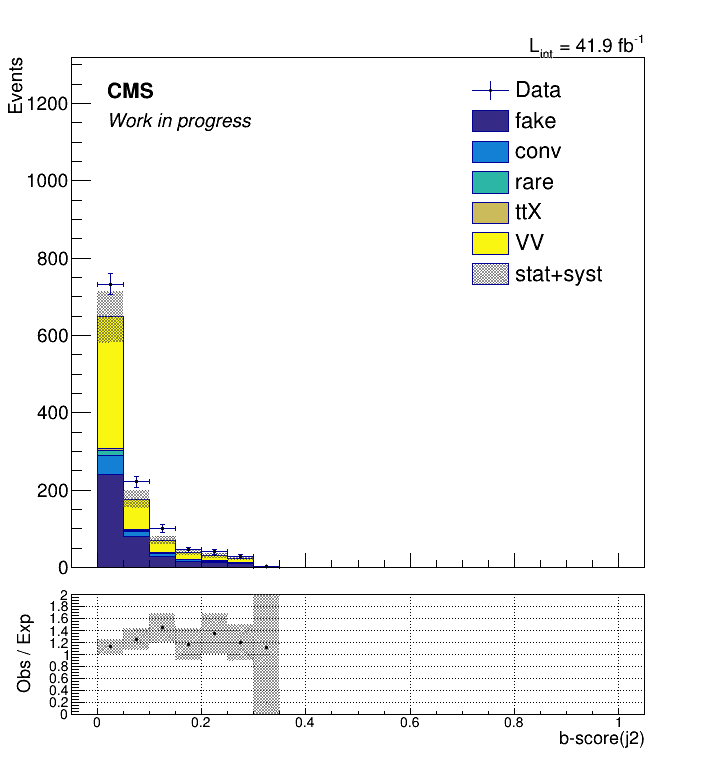 L_int = 41.9 fb^-1
Events
CMS
Work in progress
Data
fake
conv
rare
ttX
VV
stat+syst
1200
1000
800
600
400
200
0
Obs / Exp
2
1.8
1.6
1.4
1.2
1
0.8
0.6
0.4
0.2
0
0 0.2 0.4 0.6 0.8 1
b-score(j2)